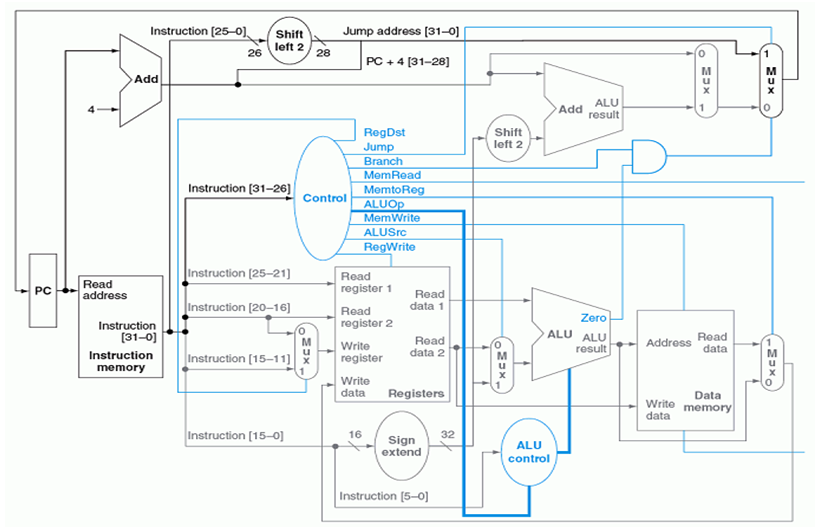 Instruction [25–0]
26
Shift
left 2
28
Jump address [31–0]
PC + 4 [31–28]
Add
4
0
M
u
x
1
1
M
u
x
0
Add
ALU
result
Shift
left 2
RegDst
Jump
Branch
MemRead
MemtoReg
ALUOp
MemWrite
ALUSrc
RegWrite
Control
Instruction [31–26]
PC
Read
address
Instruction
[31–0]
Instruction
memory
Instruction [25–21]
Instruction [20–16]
Instruction [15–11]
0
M
u
x
1
Read
register 1
Read
register 2
Write
register
Write
data
Read
data 1
Read
data 2
Registers
0
M
u
x
1
Zero
ALU
ALU
result
Address
Read
data
Write
data
Data
memory
1
M
u
x
0
Instruction [15–0]
16
Sign
extend
32
ALU
control
Instruction [5–0]